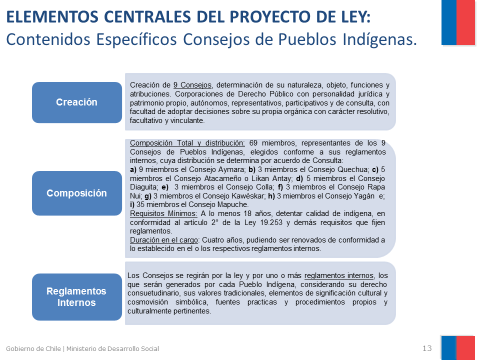 ELEMENTOS CENTRALES DEL PROYECTO DE LEY:
Contenidos Específicos Consejos de Pueblos Indígenas.
Creación
Creación de 9 Consejos, determinación de su naturaleza, objeto, funciones y
atribuciones. Corporaciones de Derecho Público con personalidad jurídica y
patrimonio propio, autónomos, representativos, participativos y de consulta, con
facultad de adoptar decisiones sobre su propia orgánica con carácter resolutivo,
facultativo y vinculante.
Composición
Composición Total y distribución: 69 miembros, representantes de los 9
Consejos de Pueblos Indígenas, elegidos conforme a sus reglamentos
internos, cuya distribución se determina por acuerdo de Consulta:
a) 9 miembros el Consejo Aymara; b) 3 miembros el Consejo Quechua; c) 5
miembros el Consejo Atacameño o Likan Antay; d) 5 miembros el Consejo
Diaguita; e) 3 miembros el Consejo Colla; f) 3 miembros el Consejo Rapa
Nui; g) 3 miembros el Consejo Kawéskar; h) 3 miembros el Consejo Yagán e;
i) 35 miembros el Consejo Mapuche.
Requisitos Mínimos: A lo menos 18 años, detentar calidad de indígena, en
conformidad al artículo 2° de la Ley 19.253 y demás requisitos que fijen
reglamentos.
Duración en el cargo: Cuatro años, pudiendo ser renovados de conformidad a
lo establecido en el o los respectivos reglamentos internos.
Reglamentos
Internos
Los Consejos se regirán por la ley y por uno o más reglamentos internos, los
que serán generados por cada Pueblo Indígena, considerando su derecho
consuetudinario, sus valores tradicionales, elementos de significación cultural y
cosmovisión simbólica, fuentes practicas y procedimientos propios y
culturalmente pertinentes.
Gobierno de Chile | Ministerio de Desarrollo Social
13